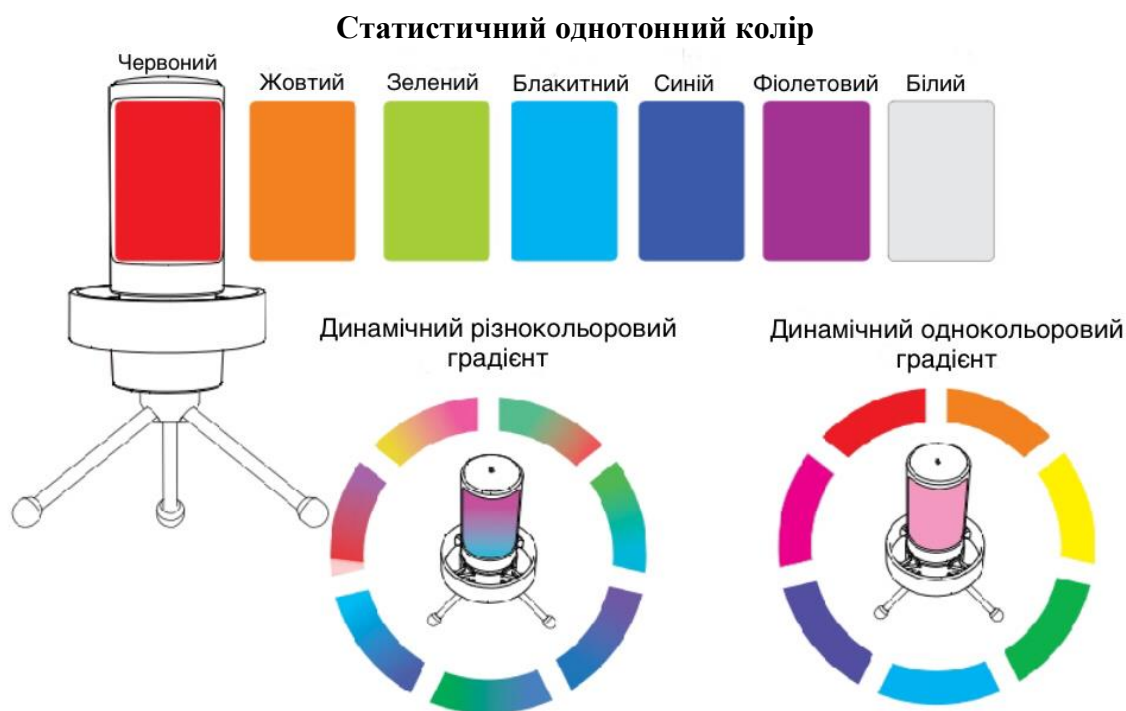 Статистичний однотонний колір
Червоний
Жовтий
Зелений
Блакитний
Синій
Фіолетовий
Білий
Динамічний різнокольоровий
градієнт
Динамічний однокольоровий
градієнт